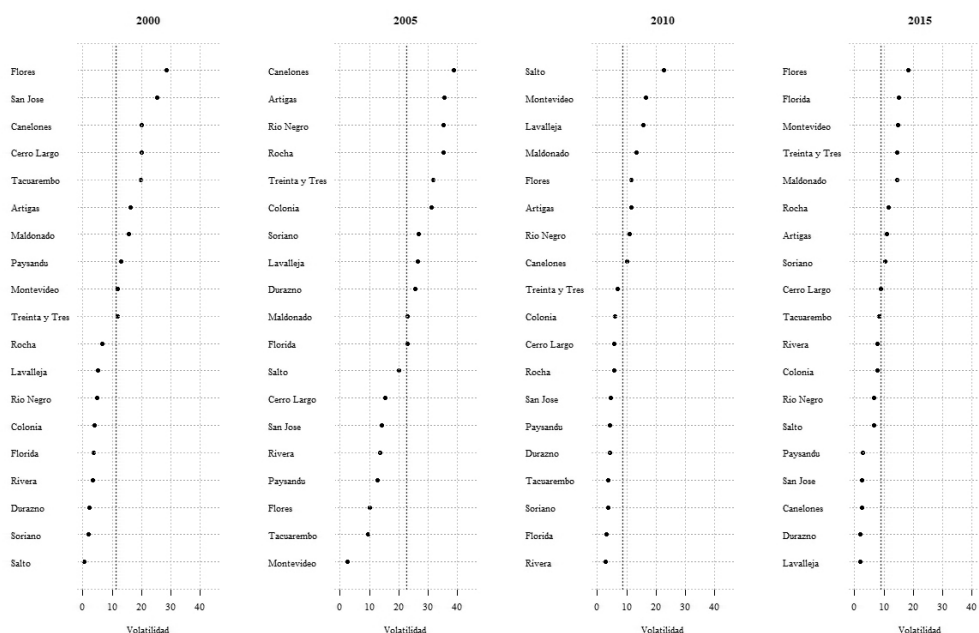 2000
Flores
San Jose
Canelones
Cerro Largo
Tacuarembo
Artigas
Maldonado
Paysandu
Montevideo
Treinta y Tres
Rocha
Lavalleja
Rio Negro
Colonia
Florida
Rivera
Durazno
Soriano
Salto
0 10 20 30 40
Volatilidad
2005
Canelones
Artigas
Rio Negro
Rocha
Treinta y Tres
Colonia
Soriano
Lavalleja
Durazno
Maldonado
Florida
Salto
Cerro Largo
San Jose
Rivera
Paysandu
Flores
Tacuarembo
Montevideo
0 10 20 30 40
Volatilidad
2010
Salto
Montevideo
Lavalleja
Maldonado
Flores
Artigas
Rio Negro
Canelones
Treinta y Tres
Colonia
Cerro Largo
Rocha
San Jose
Paysandu
Durazno
Tacuarembo
Soriano
Florida
Rivera
0 10 20 30 40
Volatilidad
2015
Flores
Florida
Montevideo
Treinta y Tres
Maldonado
Rocha
Artigas
Soriano
Cerro Largo
Tacuarembo
Rivera
Colonia
Rio Negro
Salto
Paysandu
San Jose
Canelones
Durazno
Lavalleja
0 10 20 30 40
Volatilidad